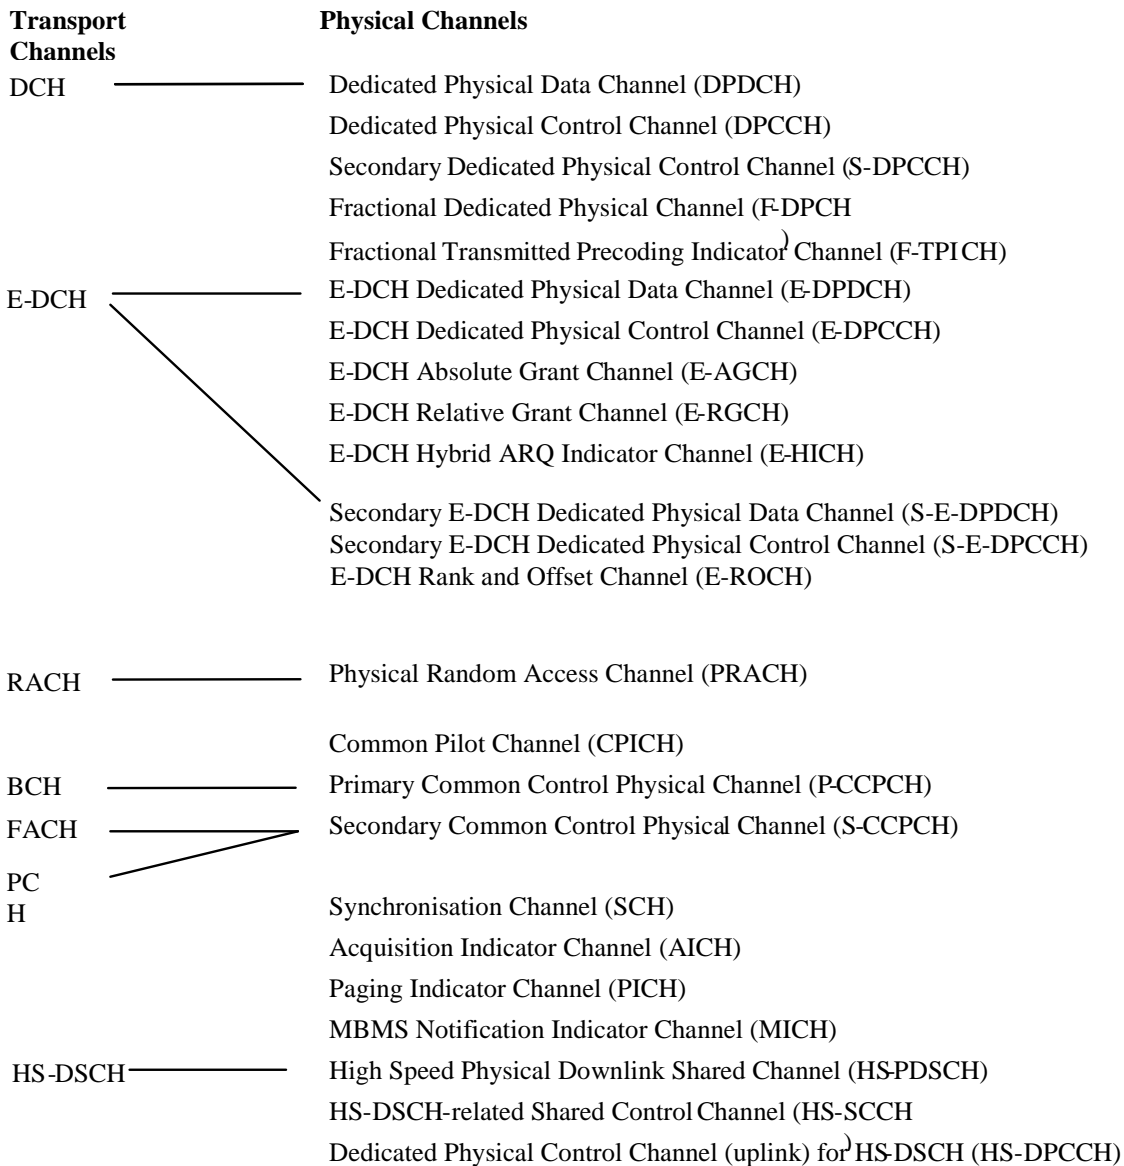 Transport Physical Channels
Channels
DCH Dedicated Physical Data Channel (DPDCH)
Dedicated Physical Control Channel (DPCCH)
Secondary Dedicated Physical Control Channel (S-DPCCH)
Fractional Dedicated Physical Channel (F-DPCH
Fractional Transmitted Precoding Indicator) Channel (F-TPICH)
E-DCH E-DCH Dedicated Physical Data Channel (E-DPDCH)
E-DCH Dedicated Physical Control Channel (E-DPCCH)
E-DCH Absolute Grant Channel (E-AGCH)
E-DCH Relative Grant Channel (E-RGCH)
E-DCH Hybrid ARQ Indicator Channel (E-HICH)
Secondary E-DCH Dedicated Physical Data Channel (S-E-DPDCH)
Secondary E-DCH Dedicated Physical Control Channel (S-E-DPCCH)
E-DCH Rank and Offset Channel (E-ROCH)
RACH Physical Random Access Channel (PRACH)
Common Pilot Channel (CPICH)
BCH Primary Common Control Physical Channel (P-CCPCH)
FACH Secondary Common Control Physical Channel (S-CCPCH)
PC
H Synchronisation Channel (SCH)
Acquisition Indicator Channel (AICH)
Paging Indicator Channel (PICH)
MBMS Notification Indicator Channel (MICH)
HS-DSCH High Speed Physical Downlink Shared Channel (HS-PDSCH)
HS-DSCH-related Shared Control Channel (HS-SCCH
Dedicated Physical Control Channel (uplink) for) HS-DSCH (HS-DPCCH)